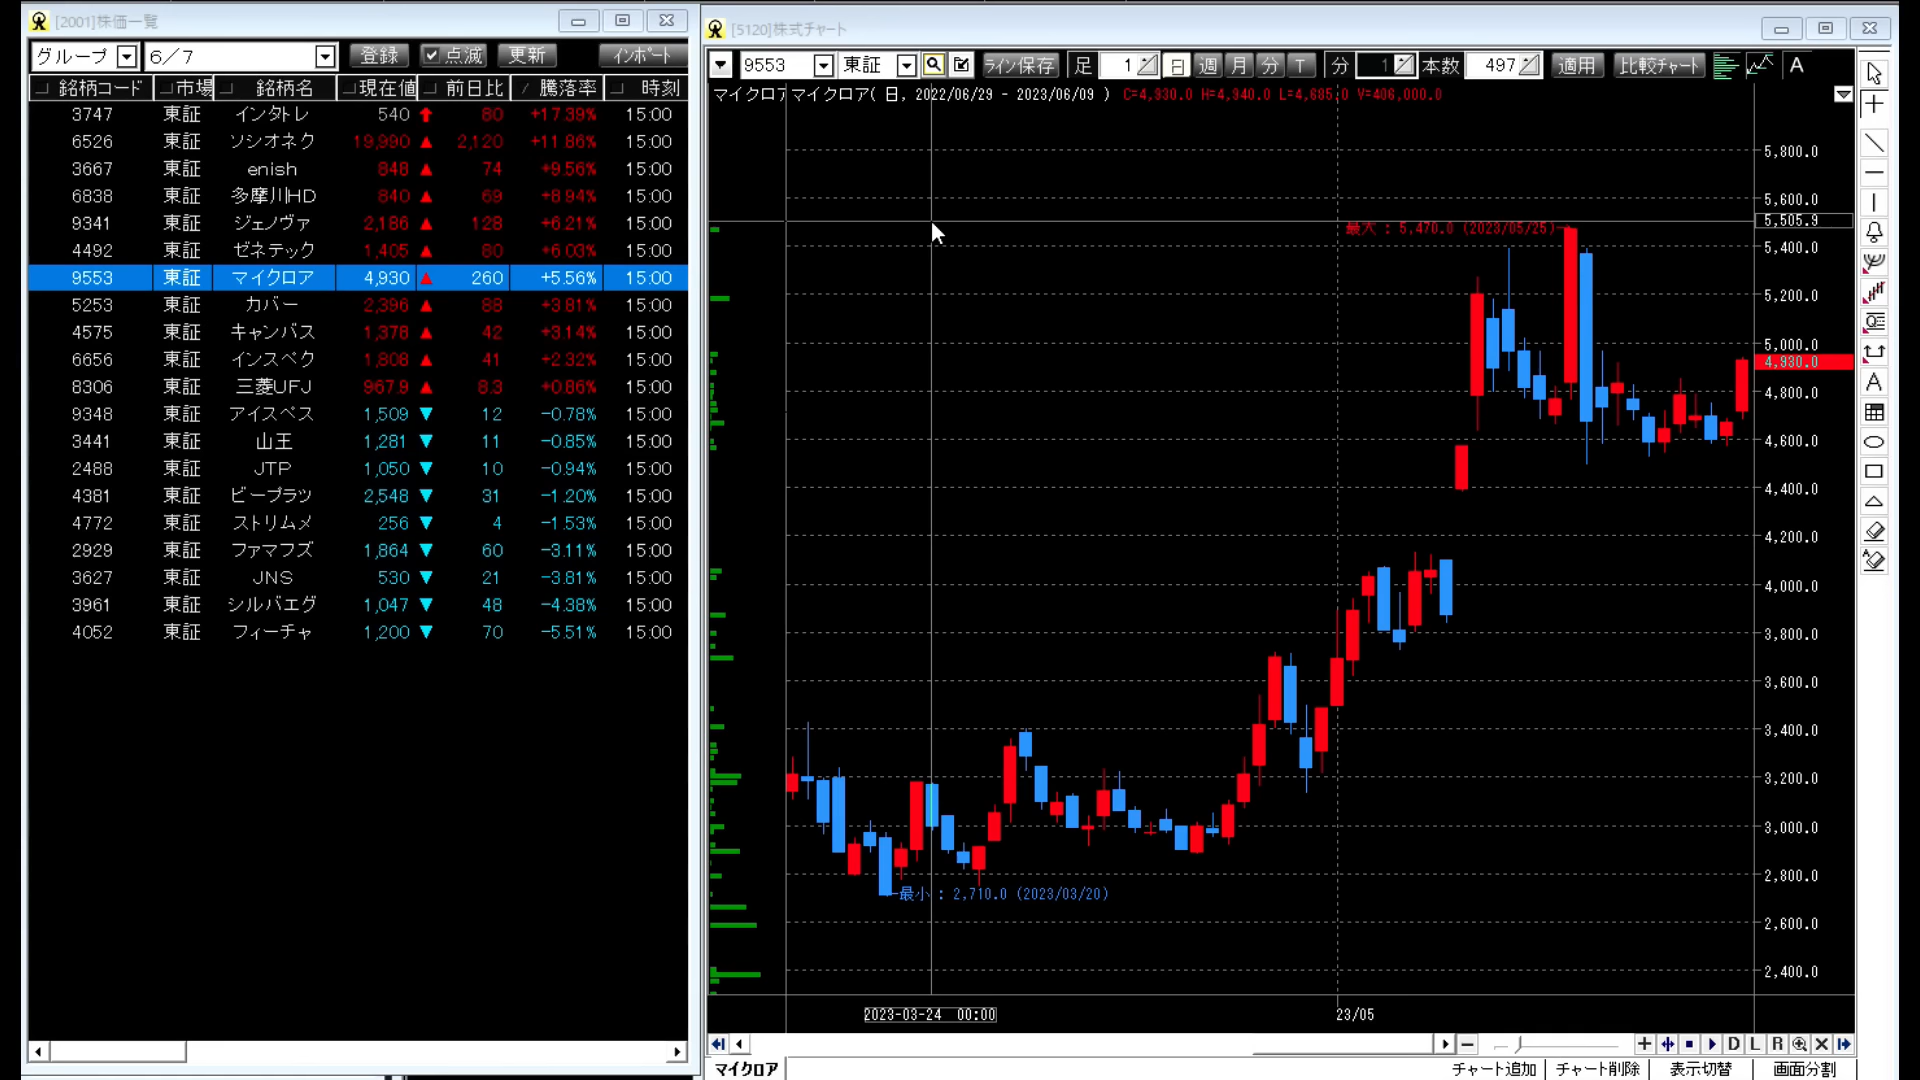 [2001]株価一覧
グループ 6／7 登録 点滅 更新 インポート
銘柄コード 市場 銘柄名 現在値 前日比 騰落率 時刻
3747 東証 インタトレ 540 80 +17.39% 15:00
6526 東証 ソシオネク 19,990 2,120 +11.86% 15:00
3667 東証 enish 848 74 +9.56% 15:00
6838 東証 多摩川HD 840 69 +8.94% 15:00
9341 東証 ジェノヴァ 2,186 128 +6.21% 15:00
4492 東証 ゼネテック 1,405 80 +6.03% 15:00
9553 東証 マイクロア 4,930 260 +5.56% 15:00
5253 東証 カバー 2,396 88 +3.81% 15:00
4575 東証 キャンバス 1,378 42 +3.14% 15:00
6656 東証 インスペク 1,808 41 +2.32% 15:00
8306 東証 三菱UFJ 967.9 8.3 +0.86% 15:00
9348 東証 アイスペス 1,509 12 −0.78% 15:00
3441 東証 山王 1,281 11 −0.85% 15:00
2488 東証 JTP 1,050 10 −0.94% 15:00
4381 東証 ビープラツ 2,548 31 −1.20% 15:00
4772 東証 ストリムメ 256 4 −1.53% 15:00
2929 東証 ファマフズ 1,864 60 −3.11% 15:00
3627 東証 JNS 530 21 −3.81% 15:00
3961 東証 シルバエグ 1,047 48 −4.38% 15:00
4052 東証 フィーチャ 1,200 70 −5.51% 15:00
[5120]株式チャート
9553 東証 ライン保存 足 1 日 週 月 分 T 分 1 本数 497 適用 比較チャート A
マイクロア マイクロア( 日, 2022/06/29 - 2023/06/09 ) C=4,930.0 H=4,940.0 L=4,685.0 V=406,000.0
5,800.0
5,600.0
5,505.9
最大 : 5,470.0 (2023/05/25)
5,400.0
5,200.0
5,000.0
4,930.0
4,800.0
4,600.0
4,400.0
4,200.0
4,000.0
3,800.0
3,600.0
3,400.0
3,200.0
3,000.0
2,800.0
最小 : 2,710.0 (2023/03/20)
2,600.0
2,400.0
2023-03-24 00:00 23/05
D L R
マイクロア チャート追加 チャート削除 表示切替 画面分割
A